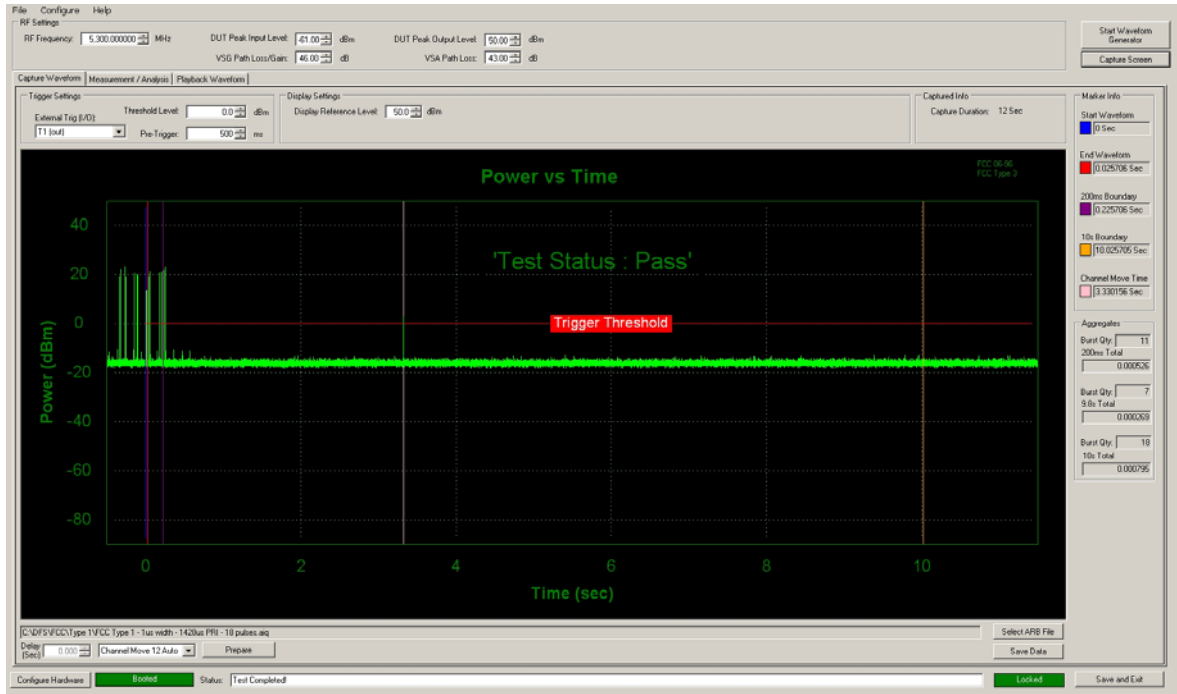 File Configure Help
RF Settings
RF Frequency: 5.300.000000 MHz DUT Peak Input Level: -61.00 dBm DUT Peak Output Level: 50.00 dBm
VSG Path Loss/Gain: 46.00 dB VSA Path Loss: 43.00 dB
Start Waveform Generator
Capture Screen
Capture Waveform Measurement / Analysis Playback Waveform
Trigger Settings
External Trig (I/O):
T1 (out)
Threshold Level: 0.0 dBm
Pre-Trigger: 500 ms
Display Settings
Display Reference Level: 50.0 dBm
Captured Info
Capture Duration: 12 Sec
Power vs Time
FCC 06-96
FCC Type 3
'Test Status : Pass'
Trigger Threshold
Power (dBm)
40
20
0
-20
-40
-60
-80
0 2 4 6 8 10
Time (sec)
Marker Info
Start Waveform
0 Sec
End Waveform
0.025706 Sec
200ms Boundary
0.225706 Sec
10s Boundary
10.025705 Sec
Channel Move Time
3.330156 Sec
Aggregates
Burst Qty: 11
200ms Total
0.000526
Burst Qty: 7
9.8s Total
0.000269
Burst Qty: 18
10s Total
0.000795
C:\DFS\FCC\Type 1\FCC Type 1 - 1us width - 1428us PRI - 18 pulses.aiq
Select ARB File
Delay (Sec) 0.000 Channel Move 12 Auto Prepare
Save Data
Configure Hardware Booted Status: Test Completed! Locked Save and Exit